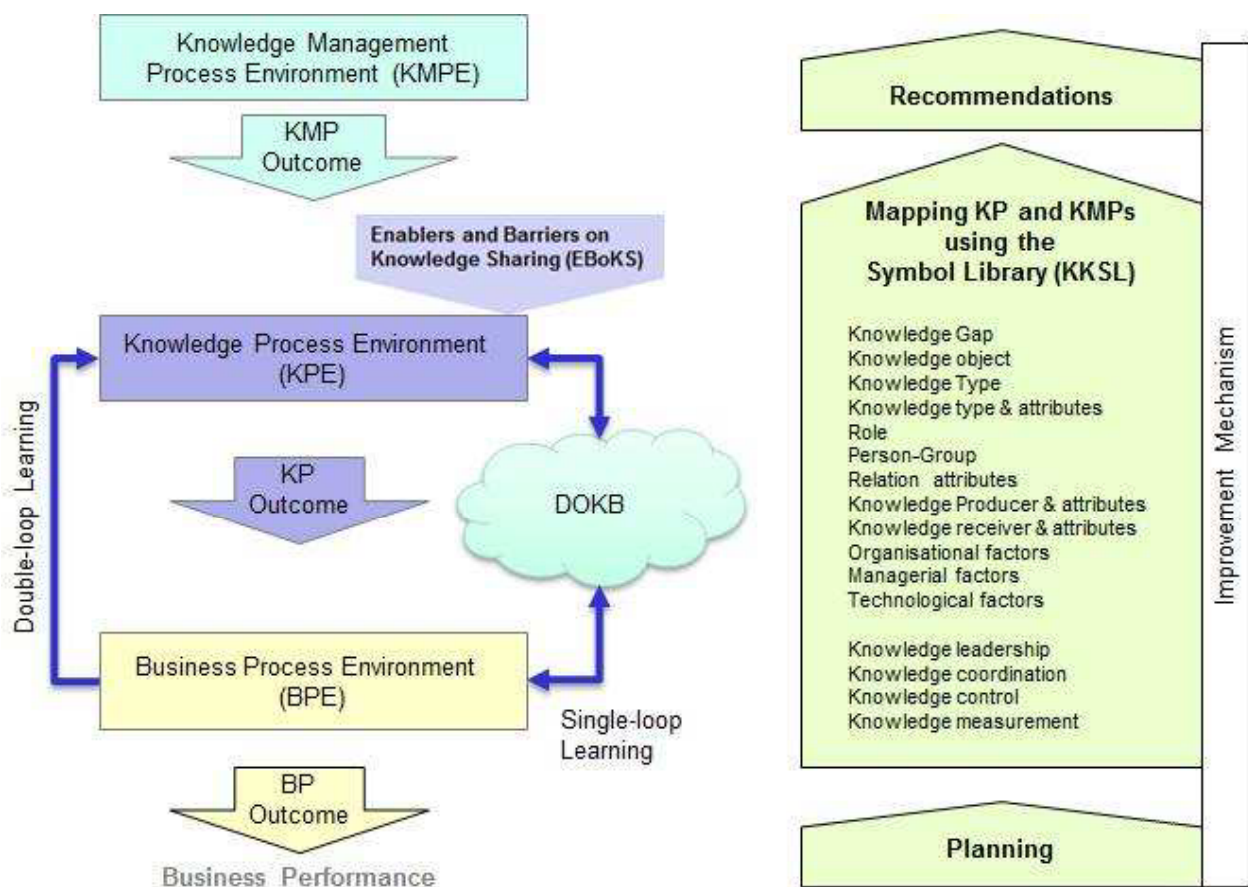 Knowledge Management
Process Environment (KMPE)
KMP
Outcome
Enablers and Barriers on
Knowledge Sharing (EBoKS)
Knowledge Process Environment
(KPE)
Double-loop Learning
KP
Outcome
DOKB
Business Process Environment
(BPE)
Single-loop
Learning
BP
Outcome
Business Performance
Recommendations
Mapping KP and KMPs
using the
Symbol Library (KKSL)
Knowledge Gap
Knowledge object
Knowledge Type
Knowledge type & attributes
Role
Person-Group
Relation attributes
Knowledge Producer & attributes
Knowledge receiver & attributes
Organisational factors
Managerial factors
Technological factors
Knowledge leadership
Knowledge coordination
Knowledge control
Knowledge measurement
Planning
Improvement Mechanism